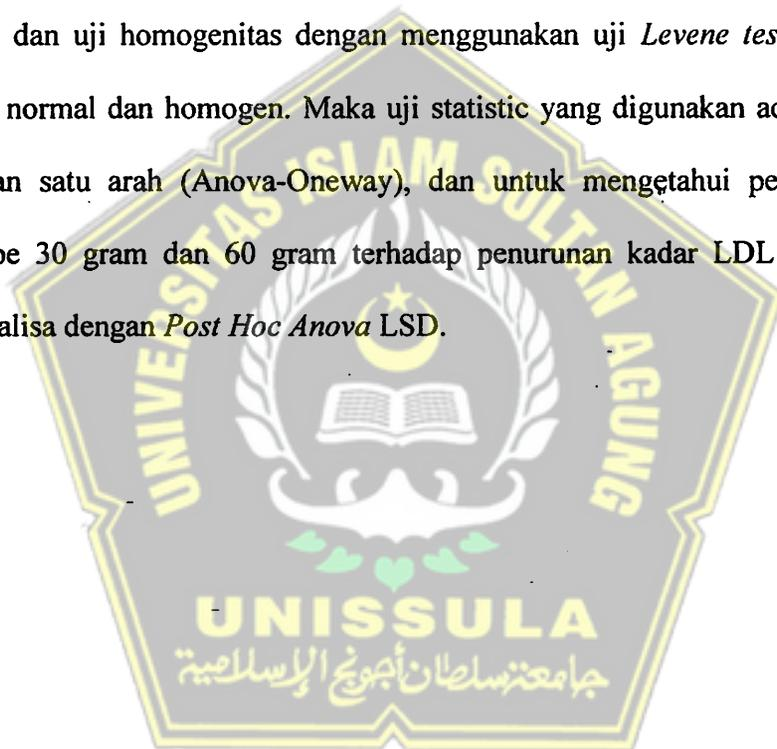 dan uji homogenitas dengan menggunakan uji Levene tes
normal dan homogen. Maka uji statistic yang digunakan ad
an satu arah (Anova-Oneway), dan untuk mengetahui pe
pe 30 gram dan 60 gram terhadap penurunan kadar LDL
alisa dengan Post Hoc Anova LSD.
UNIVERSITAS ISLAM SULTAN AGUNG
UNISSULA
جامعة سلطان أجونج الإسلامية